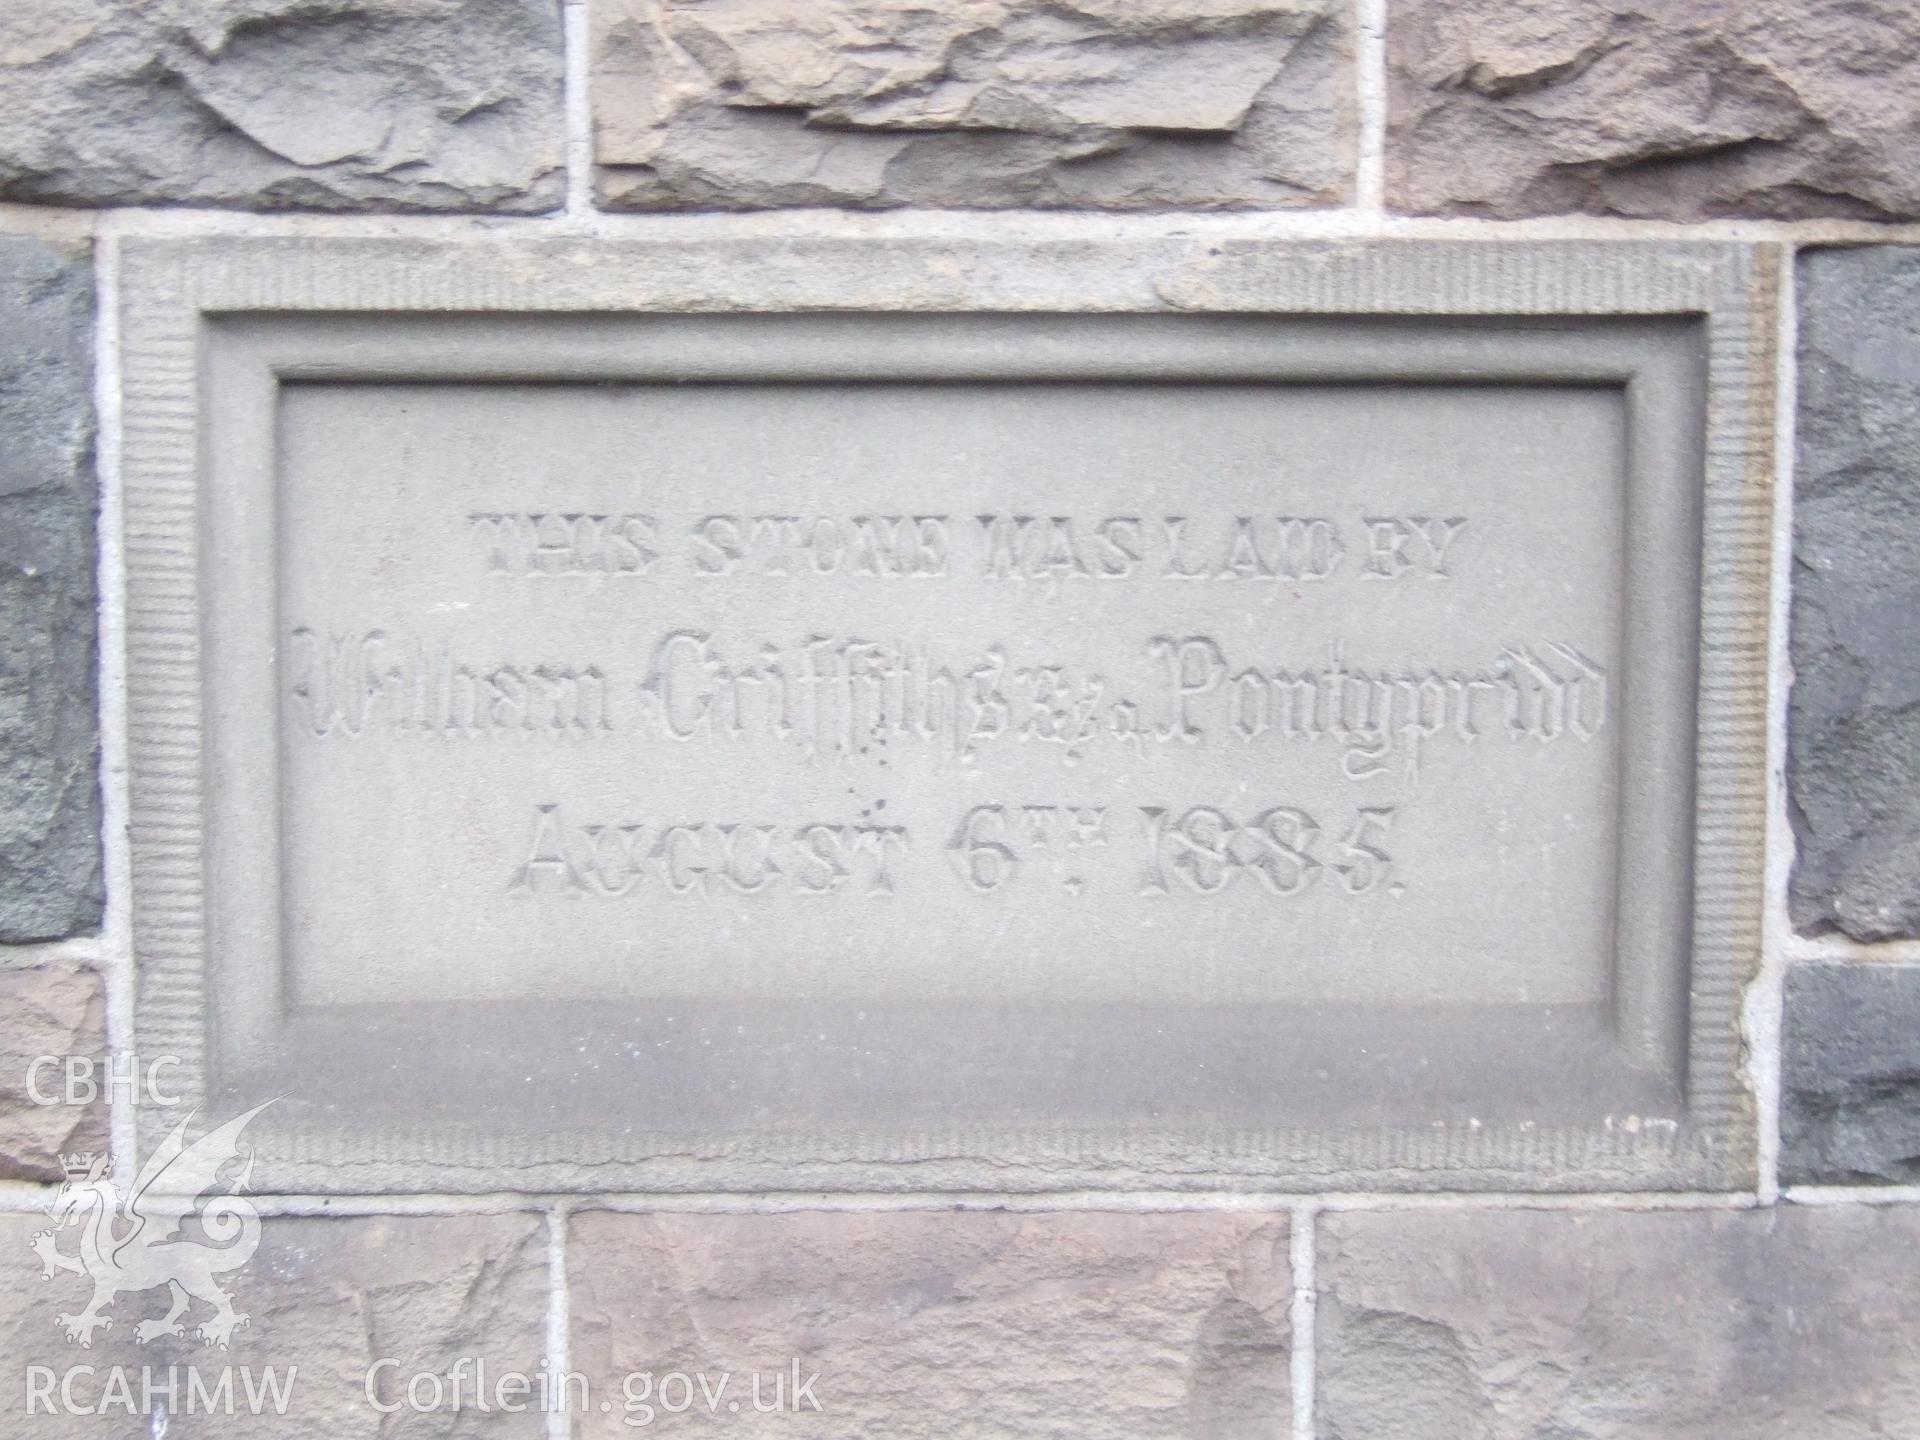 THIS STONE WAS LAID BY
William Griffiths Esq. Pontypridd
AUGUST 6TH. 1885.
CBHC
RCAHMW Coflein.gov.uk